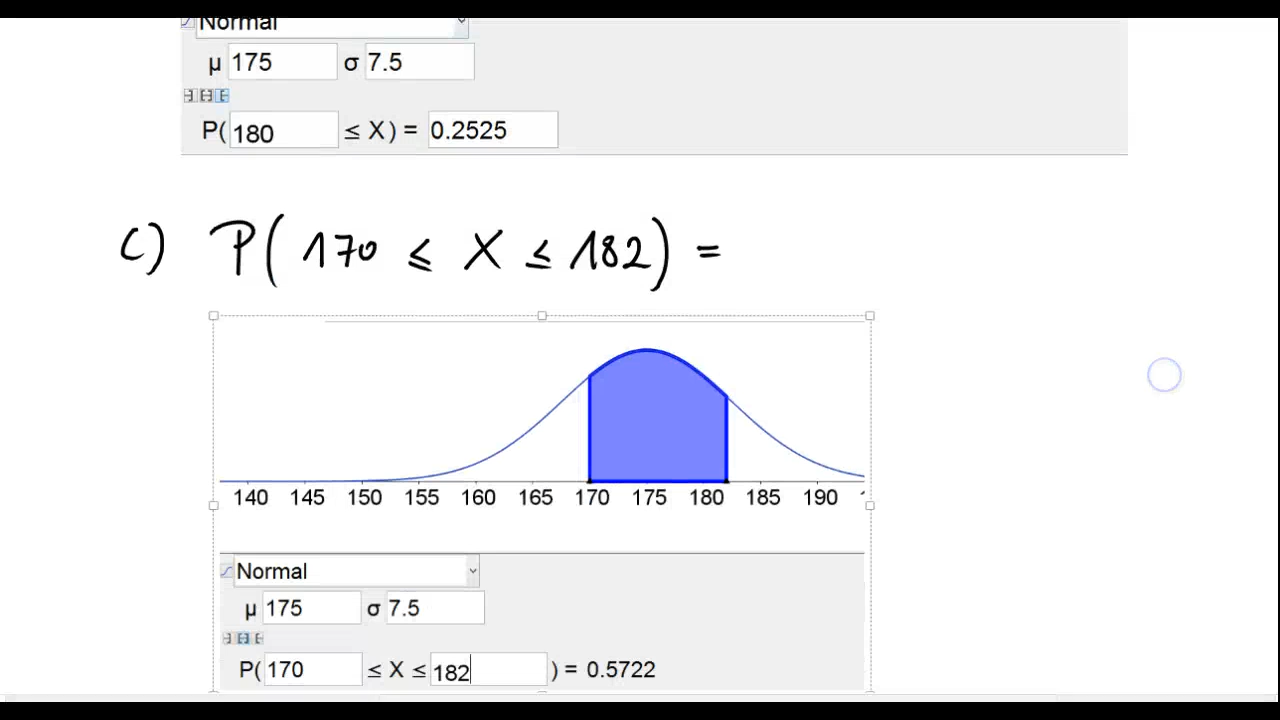 Normal
μ 175 σ 7.5
P( 180 ≤ X) = 0.2525
c) P( 170 ≤ X ≤ 182) =
140 145 150 155 160 165 170 175 180 185 190
Normal
μ 175 σ 7.5
P( 170 ≤ X ≤ 182 ) = 0.5722